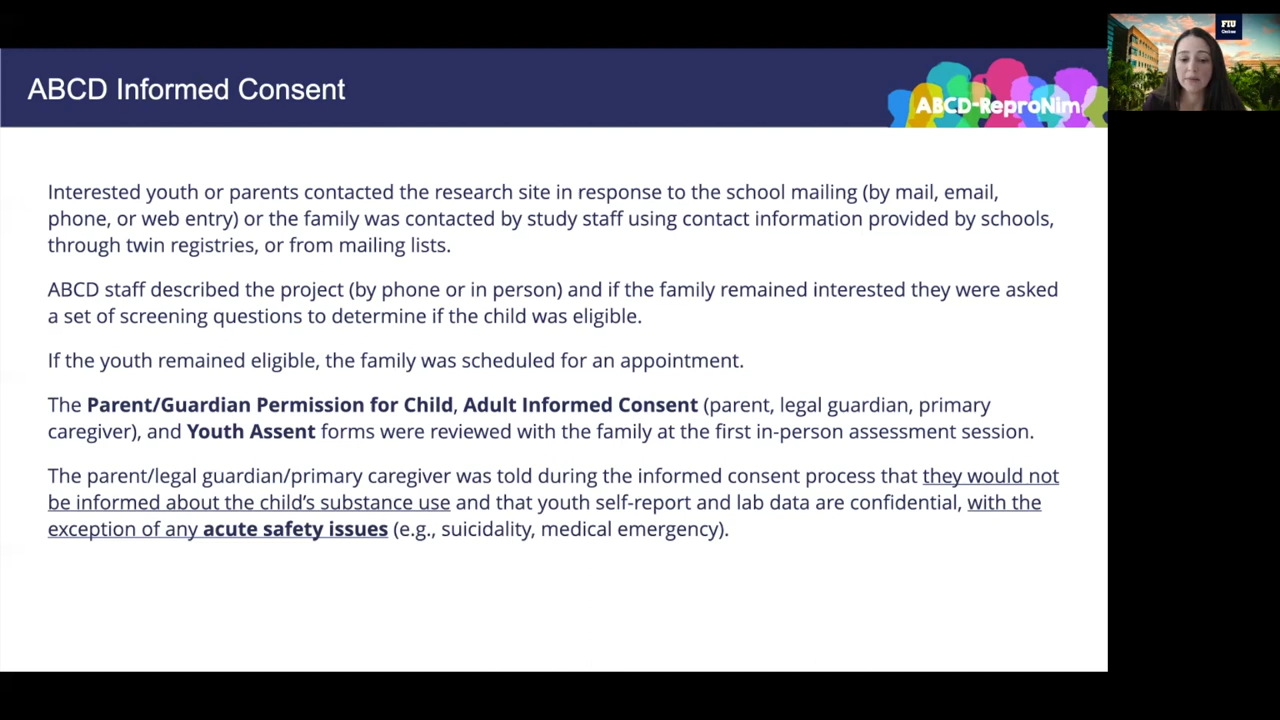 ABCD Informed Consent
ABCD-ReproNim
FIU
Online
Interested youth or parents contacted the research site in response to the school mailing (by mail, email,
phone, or web entry) or the family was contacted by study staff using contact information provided by schools,
through twin registries, or from mailing lists.
ABCD staff described the project (by phone or in person) and if the family remained interested they were asked
a set of screening questions to determine if the child was eligible.
If the youth remained eligible, the family was scheduled for an appointment.
The Parent/Guardian Permission for Child, Adult Informed Consent (parent, legal guardian, primary
caregiver), and Youth Assent forms were reviewed with the family at the first in-person assessment session.
The parent/legal guardian/primary caregiver was told during the informed consent process that they would not
be informed about the child’s substance use and that youth self-report and lab data are confidential, with the
exception of any acute safety issues (e.g., suicidality, medical emergency).